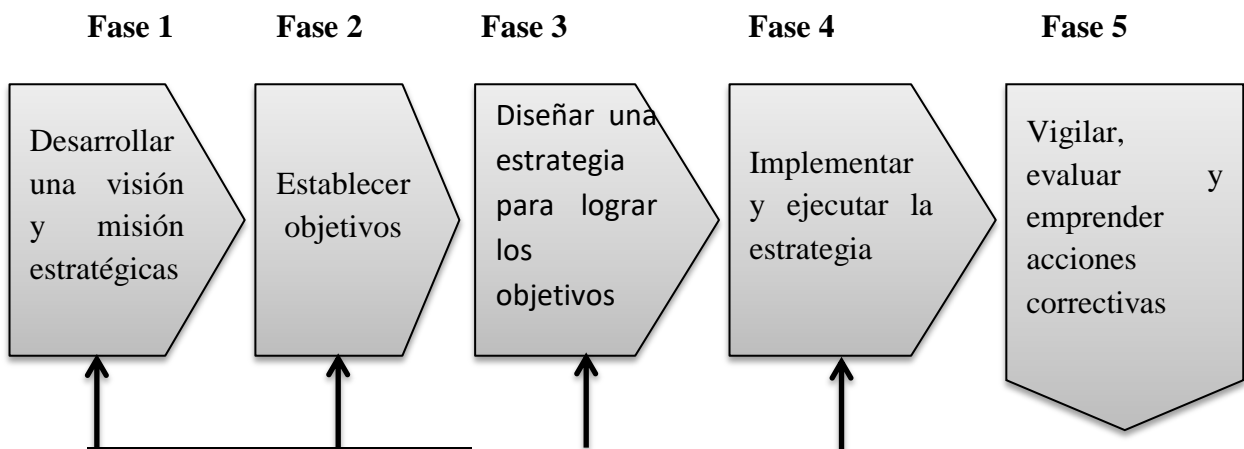 Fase 1 Fase 2 Fase 3 Fase 4 Fase 5
Desarrollar
una visión
y misión
estratégicas
Establecer
objetivos
Diseñar una
estrategia
para lograr
los
objetivos
Implementar
y ejecutar la
estrategia
Vigilar,
evaluar y
emprender
acciones
correctivas